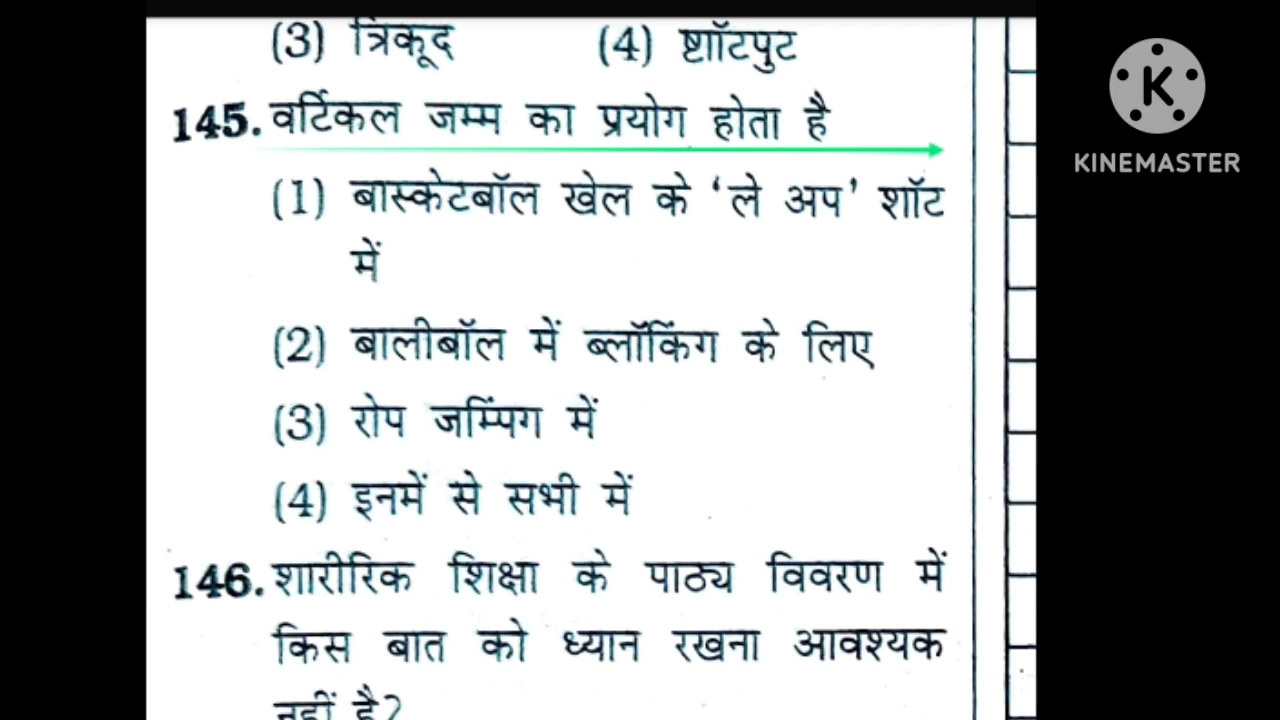 (3) त्रिकूद (4) शॉटपुट
145. वर्टिकल जम्म का प्रयोग होता है
(1) बास्केटबॉल खेल के ‘ले अप’ शॉट
में
(2) बालीबॉल में ब्लॉकिंग के लिए
(3) रोप जम्पिंग में
(4) इनमें से सभी में
146. शारीरिक शिक्षा के पाठ्य विवरण में
किस बात को ध्यान रखना आवश्यक
नहीं है?
KINEMASTER